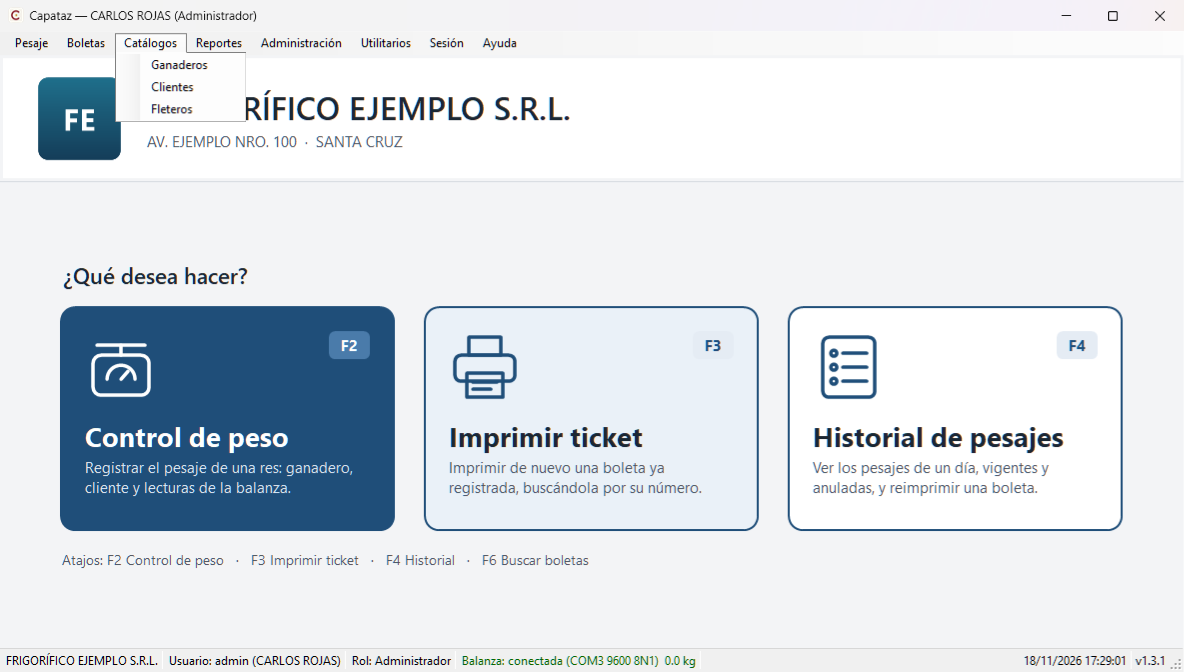 Capataz — CARLOS ROJAS (Administrador)
Pesaje Boletas Catálogos Reportes Administración Utilitarios Sesión Ayuda
Ganaderos
Clientes
Fleteros
FE
RÍFICO EJEMPLO S.R.L.
AV. EJEMPLO NRO. 100 · SANTA CRUZ
¿Qué desea hacer?
F2
Control de peso
Registrar el pesaje de una res: ganadero,
cliente y lecturas de la balanza.
F3
Imprimir ticket
Imprimir de nuevo una boleta ya
registrada, buscándola por su número.
F4
Historial de pesajes
Ver los pesajes de un día, vigentes y
anuladas, y reimprimir una boleta.
Atajos: F2 Control de peso · F3 Imprimir ticket · F4 Historial · F6 Buscar boletas
FRIGORÍFICO EJEMPLO S.R.L. Usuario: admin (CARLOS ROJAS) Rol: Administrador Balanza: conectada (COM3 9600 8N1) 0.0 kg 18/11/2026 17:29:01 v1.3.1